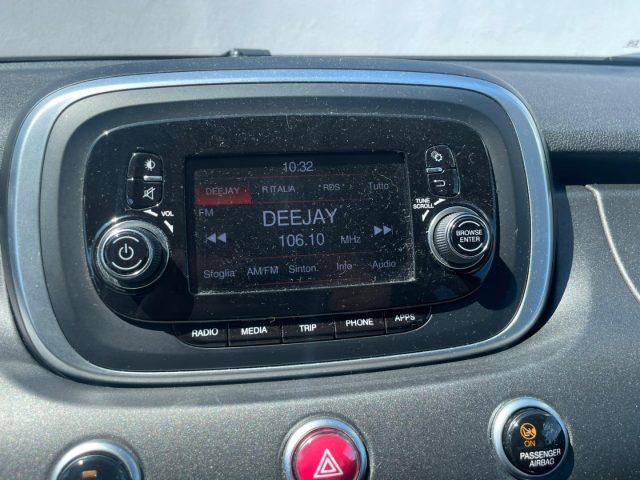 10:32
DEEJAY R ITALIA RDS Tutto
FM
DEEJAY
106.10 MHz
Sfoglia AM/FM Sinton. Info Audio
VOL
TUNE
SCROLL
BROWSE
ENTER
RADIO MEDIA TRIP PHONE APPS
ON
PASSENGER
AIRBAG